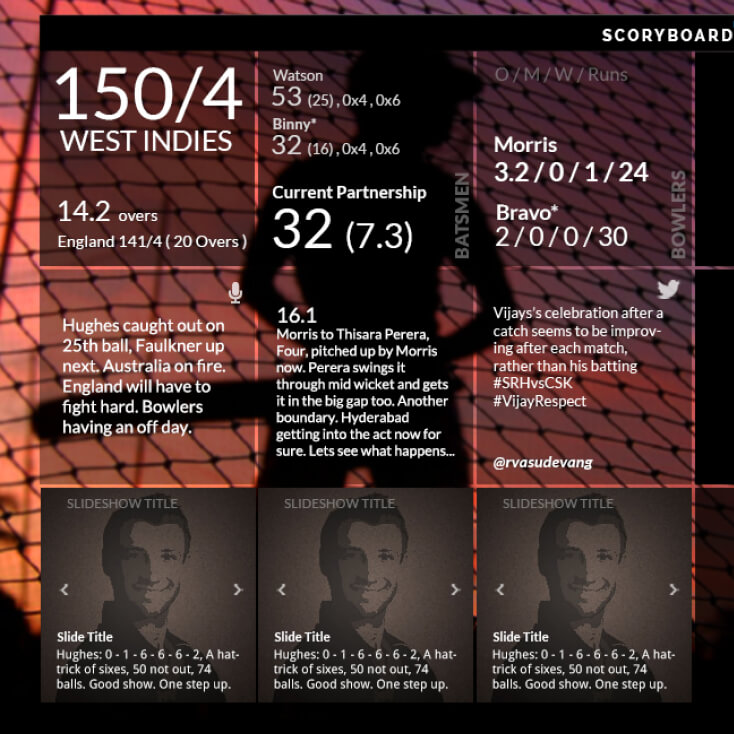 SCORYBOARD
150/4
WEST INDIES
14.2 overs
England 141/4 ( 20 Overs )
Watson
53 (25) , 0x4 , 0x6
Binny*
32 (16) , 0x4 , 0x6
Current Partnership
32 (7.3)
BATSMEN
O / M / W / Runs
Morris
3.2 / 0 / 1 / 24
Bravo*
2 / 0 / 0 / 30
BOWLERS
Hughes caught out on
25th ball, Faulkner up
next. Australia on fire.
England will have to
fight hard. Bowlers
having an off day.
16.1
Morris to Thisara Perera,
Four, pitched up by Morris
now. Perera swings it
through mid wicket and gets
it in the big gap too. Another
boundary. Hyderabad
getting into the act now for
sure. Lets see what happens...
Vijays's celebration after a
catch seems to be improv-
ing after each match,
rather than his batting
#SRHvsCSK
#VijayRespect
@rvasudevang
SLIDESHOW TITLE
Slide Title
Hughes: 0 - 1 - 6 - 6 - 6 - 2, A hat-
trick of sixes, 50 not out, 74
balls. Good show. One step up.
SLIDESHOW TITLE
Slide Title
Hughes: 0 - 1 - 6 - 6 - 6 - 2, A hat-
trick of sixes, 50 not out, 74
balls. Good show. One step up.
SLIDESHOW TITLE
Slide Title
Hughes: 0 - 1 - 6 - 6 - 6 - 2, A hat-
trick of sixes, 50 not out, 74
balls. Good show. One step up.